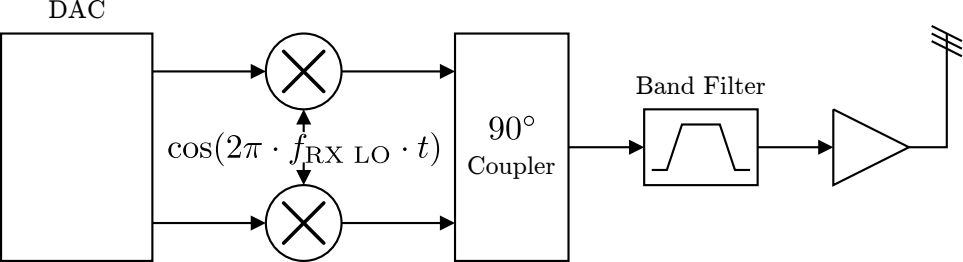 DAC
Band Filter
90°
cos(2π · f_RX LO · t)
Coupler